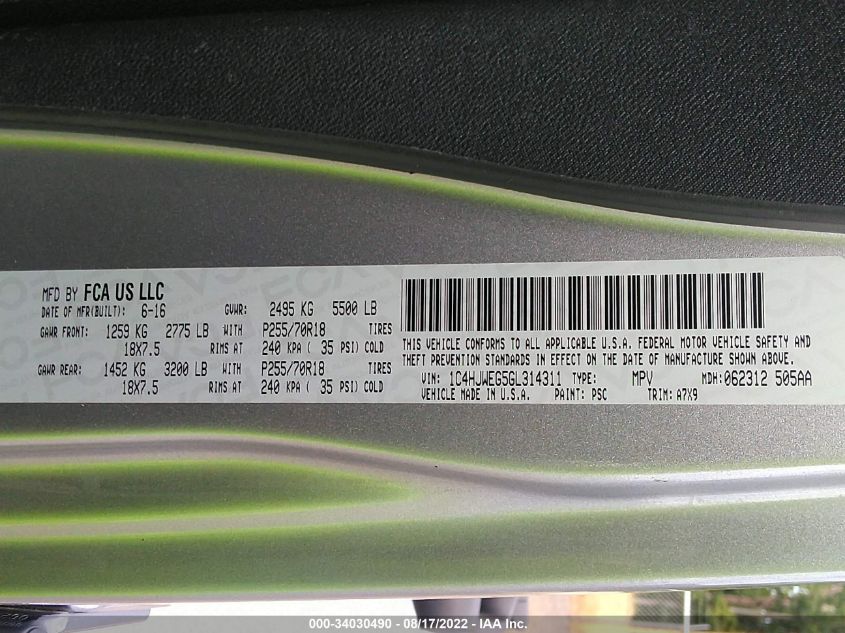 MFD BY FCA US LLC
DATE OF MFR(BUILT): 6-16 GVWR: 2495 KG 5500 LB
GAWR FRONT: 1259 KG 2775 LB WITH P255/70R18 TIRES
18X7.5 RIMS AT 240 KPA ( 35 PSI) COLD
GAWR REAR: 1452 KG 3200 LB WITH P255/70R18 TIRES
18X7.5 RIMS AT 240 KPA ( 35 PSI) COLD
THIS VEHICLE CONFORMS TO ALL APPLICABLE U.S.A. FEDERAL MOTOR VEHICLE SAFETY AND
THEFT PREVENTION STANDARDS IN EFFECT ON THE DATE OF MANUFACTURE SHOWN ABOVE.
VIN: 1C4HJWEG5GL314311 TYPE: MPV MDH: 062312 505AA
VEHICLE MADE IN U.S.A. PAINT: PSC TRIM: A7X9
000-34030490 - 08/17/2022 - IAA Inc.